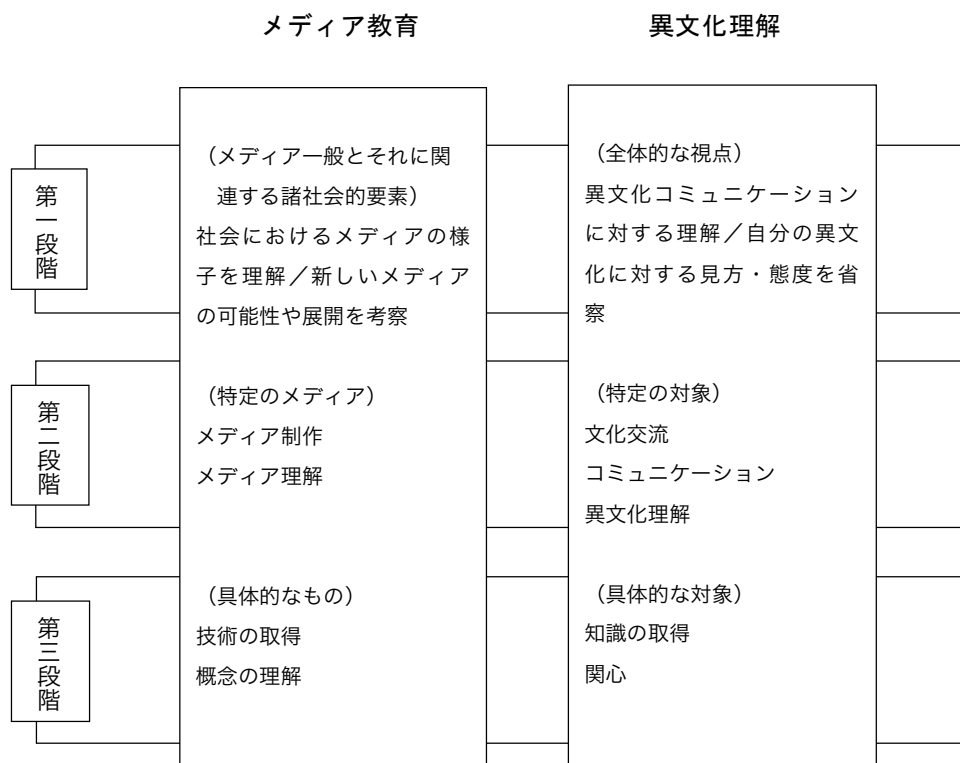 メディア教育
異文化理解
第一段階
（メディア一般とそれに関
連する諸社会的要素）
社会におけるメディアの様
子を理解／新しいメディア
の可能性や展開を考察
（全体的な視点）
異文化コミュニケーション
に対する理解／自分の異文
化に対する見方・態度を省
察
第二段階
（特定のメディア）
メディア制作
メディア理解
（特定の対象）
文化交流
コミュニケーション
異文化理解
第三段階
（具体的なもの）
技術の取得
概念の理解
（具体的な対象）
知識の取得
関心